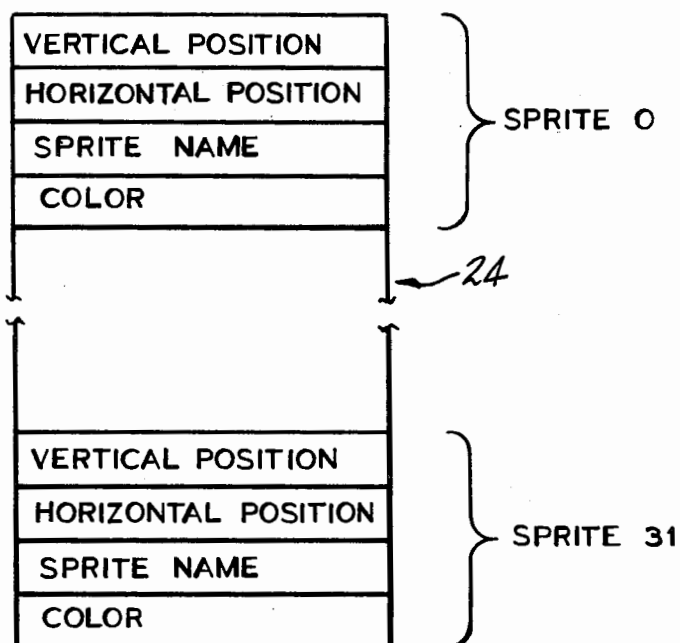 VERTICAL POSITION
HORIZONTAL POSITION
SPRITE NAME
COLOR
SPRITE 0
24
VERTICAL POSITION
HORIZONTAL POSITION
SPRITE NAME
COLOR
SPRITE 31